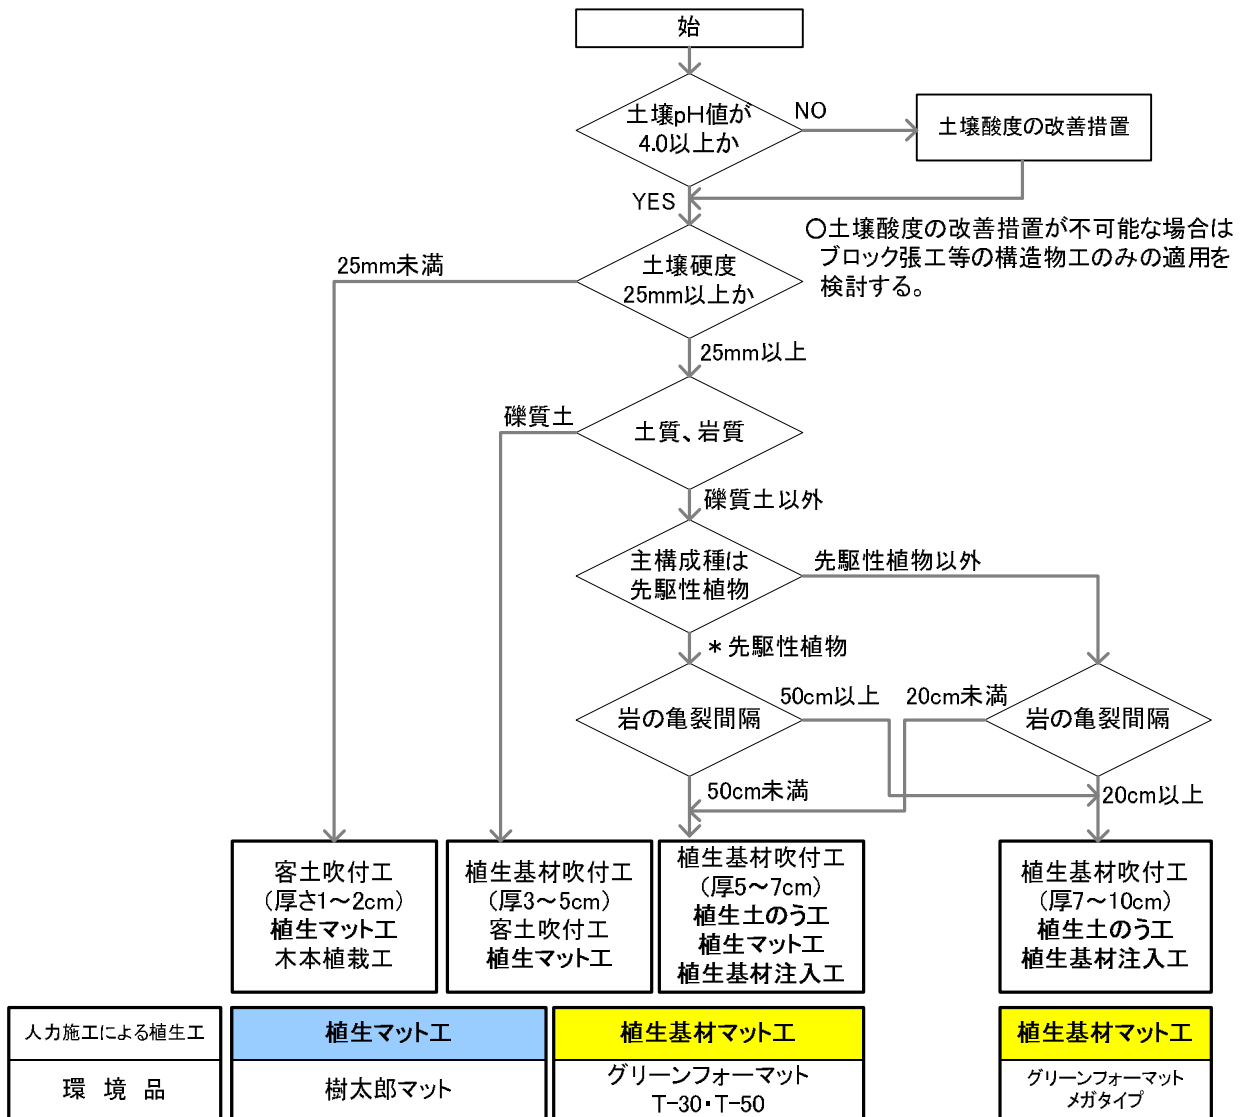 始
土壌pH値が
4.0以上か
NO
土壌酸度の改善措置
YES
〇土壌酸度の改善措置が不可能な場合は
ブロック張工等の構造物工のみの適用を
検討する。
25mm未満
土壌硬度
25mm以上か
25mm以上
礫質土
土質、岩質
礫質土以外
主構成種は
先駆性植物
先駆性植物以外
＊先駆性植物
岩の亀裂間隔
50cm以上
20cm未満
岩の亀裂間隔
50cm未満
20cm以上
客土吹付工
(厚さ1～2cm)
植生マット工
木本植栽工
植生基材吹付工
(厚3～5cm)
客土吹付工
植生マット工
植生基材吹付工
(厚5～7cm)
植生土のう工
植生マット工
植生基材注入工
植生基材吹付工
(厚7～10cm)
植生土のう工
植生基材注入工
人力施工による植生工
植生マット工
植生基材マット工
植生基材マット工
環 境 品
樹太郎マット
グリーンフォーマット
T-30・T-50
グリーンフォーマット
メガタイプ